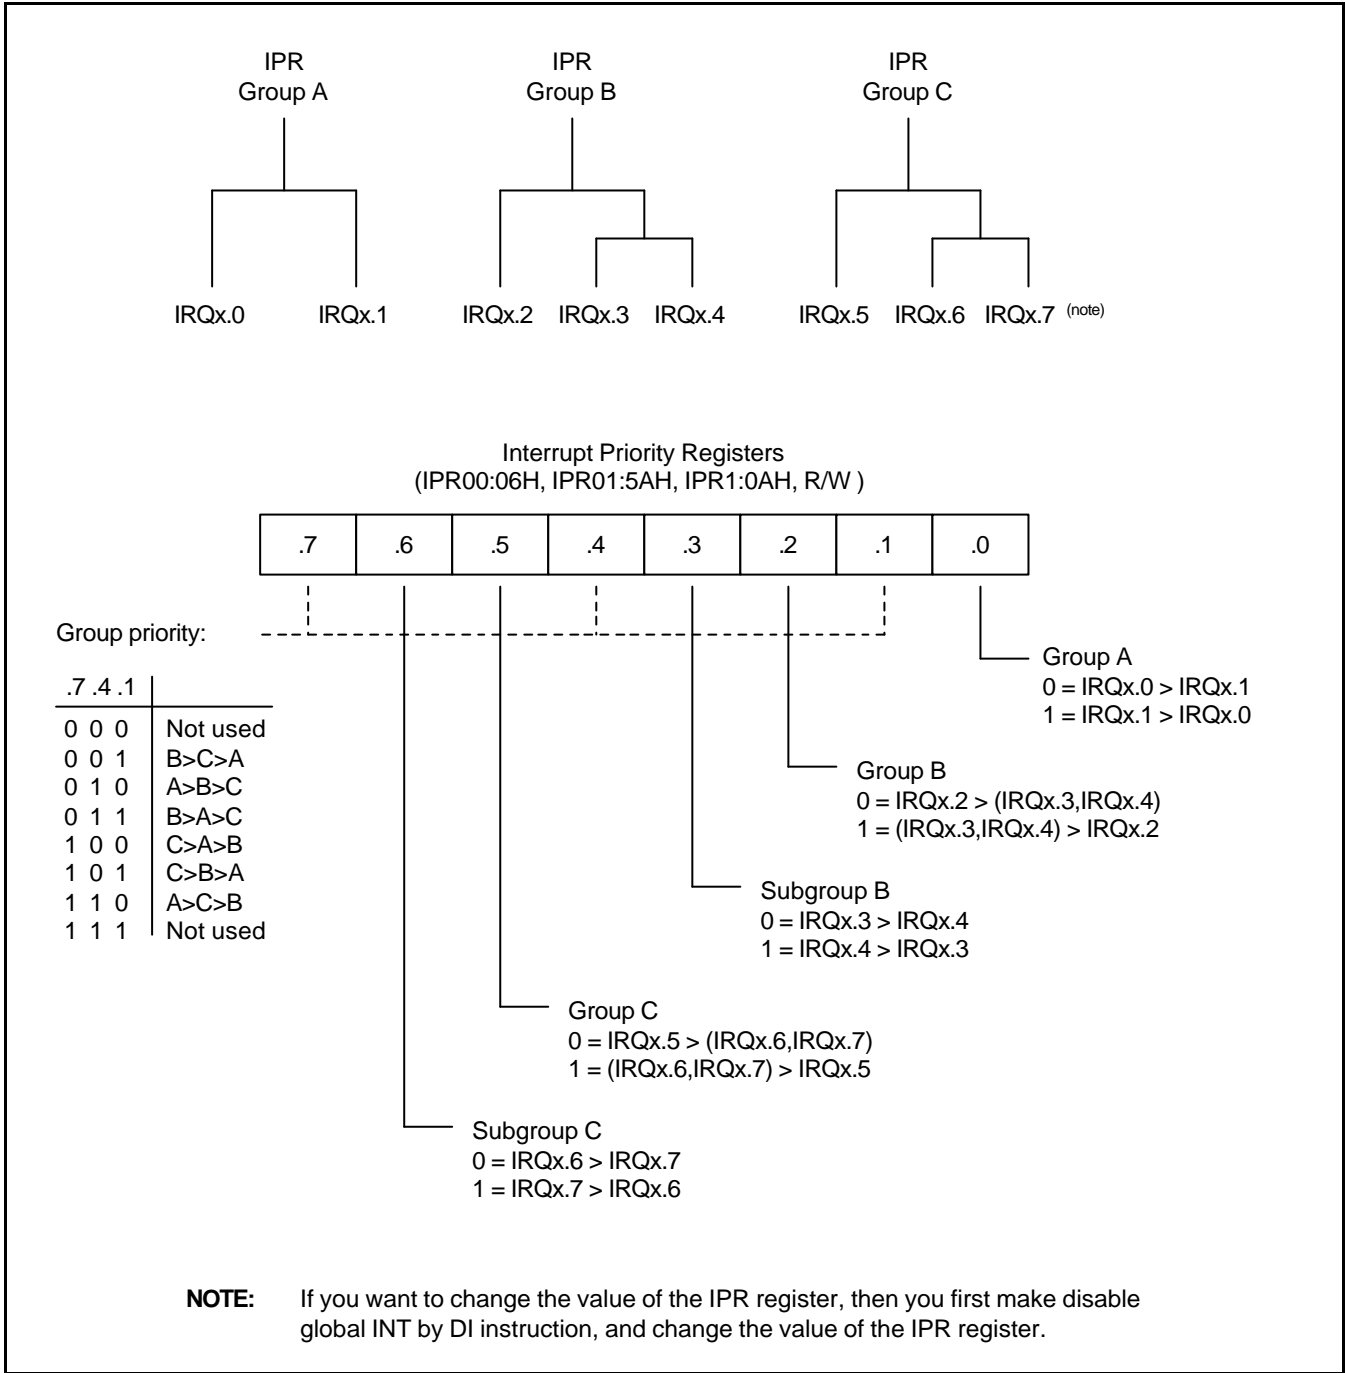 IPR
Group A
IPR
Group B
IPR
Group C
IRQx.0 IRQx.1 IRQx.2 IRQx.3 IRQx.4 IRQx.5 IRQx.6 IRQx.7 (note)
Interrupt Priority Registers
(IPR00:06H, IPR01:5AH, IPR1:0AH, R/W )
.7 .6 .5 .4 .3 .2 .1 .0
Group priority:
.7 .4 .1
0 0 0 Not used
0 0 1 B>C>A
0 1 0 A>B>C
0 1 1 B>A>C
1 0 0 C>A>B
1 0 1 C>B>A
1 1 0 A>C>B
1 1 1 Not used
Group A
0 = IRQx.0 > IRQx.1
1 = IRQx.1 > IRQx.0
Group B
0 = IRQx.2 > (IRQx.3,IRQx.4)
1 = (IRQx.3,IRQx.4) > IRQx.2
Subgroup B
0 = IRQx.3 > IRQx.4
1 = IRQx.4 > IRQx.3
Group C
0 = IRQx.5 > (IRQx.6,IRQx.7)
1 = (IRQx.6,IRQx.7) > IRQx.5
Subgroup C
0 = IRQx.6 > IRQx.7
1 = IRQx.7 > IRQx.6
NOTE: If you want to change the value of the IPR register, then you first make disable
global INT by DI instruction, and change the value of the IPR register.